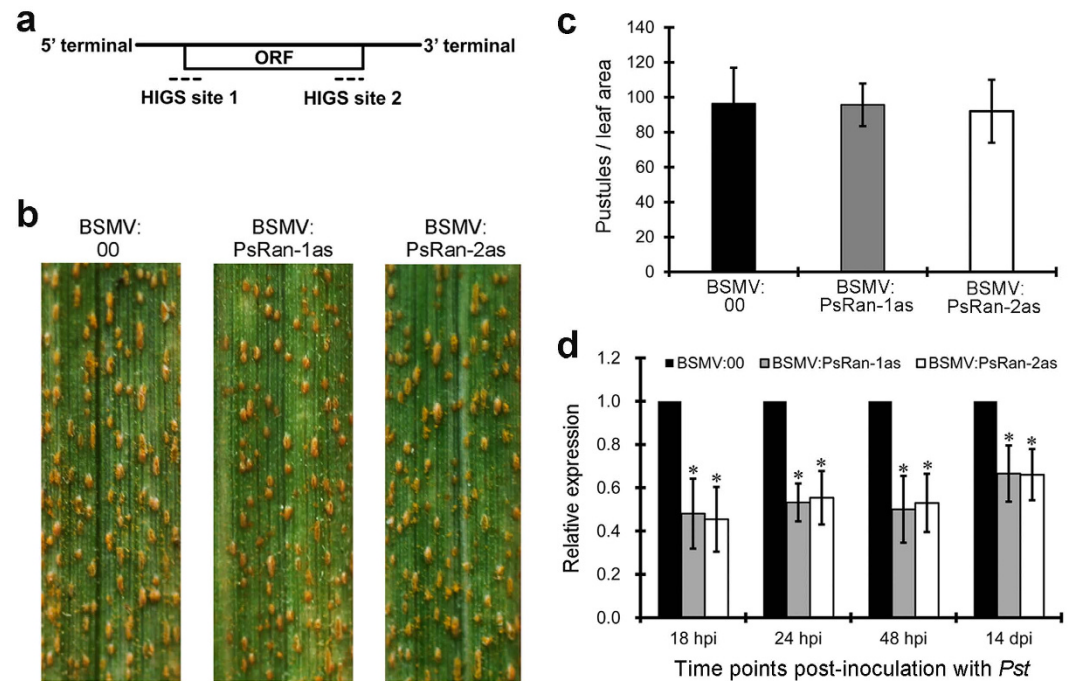 a
5' terminal
3' terminal
ORF
HIGS site 1
HIGS site 2
b
BSMV:
00
BSMV:
PsRan-1as
BSMV:
PsRan-2as
c
Pustules / leaf area
140
120
100
80
60
40
20
0
BSMV:
00
BSMV:
PsRan-1as
BSMV:
PsRan-2as
d
BSMV:00 BSMV:PsRan-1as BSMV:PsRan-2as
Relative expression
1.2
1.0
0.8
0.6
0.4
0.2
0.0
* * * * * * * *
18 hpi 24 hpi 48 hpi 14 dpi
Time points post-inoculation with Pst